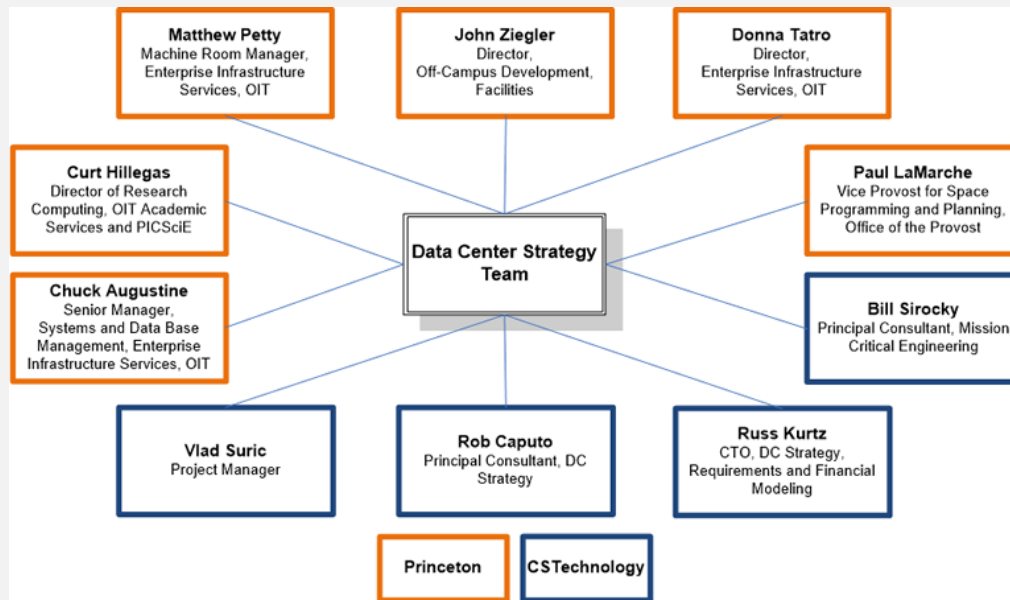 Matthew Petty
Machine Room Manager,
Enterprise Infrastructure
Services, OIT
John Ziegler
Director,
Off-Campus Development,
Facilities
Donna Tatro
Director,
Enterprise Infrastructure
Services, OIT
Curt Hillegas
Director of Research
Computing, OIT Academic
Services and PICSciE
Paul LaMarche
Vice Provost for Space
Programming and Planning,
Office of the Provost
Data Center Strategy
Team
Chuck Augustine
Senior Manager,
Systems and Data Base
Management, Enterprise
Infrastructure Services, OIT
Bill Sirocky
Principal Consultant, Mission
Critical Engineering
Vlad Suric
Project Manager
Rob Caputo
Principal Consultant, DC
Strategy
Russ Kurtz
CTO, DC Strategy,
Requirements and Financial
Modeling
Princeton
CSTechnology